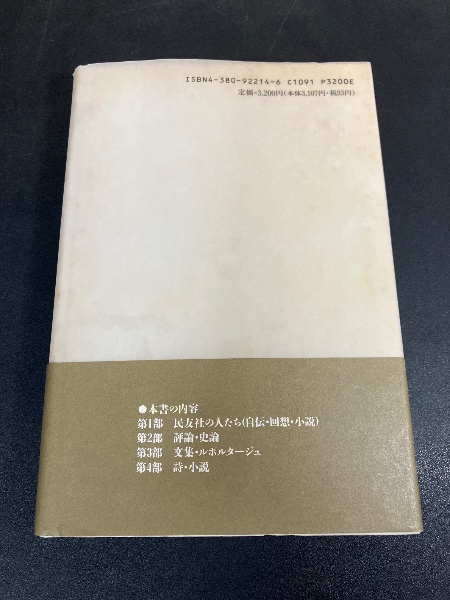 ISBN4-380-92214-6 C1091 P3200E
定価=3,200円(本体3,107円・税93円)
●本書の内容
第1部 民友社の人たち(自伝・回想・小説)
第2部 評論・史論
第3部 文集・ルポルタージュ
第4部 詩・小説